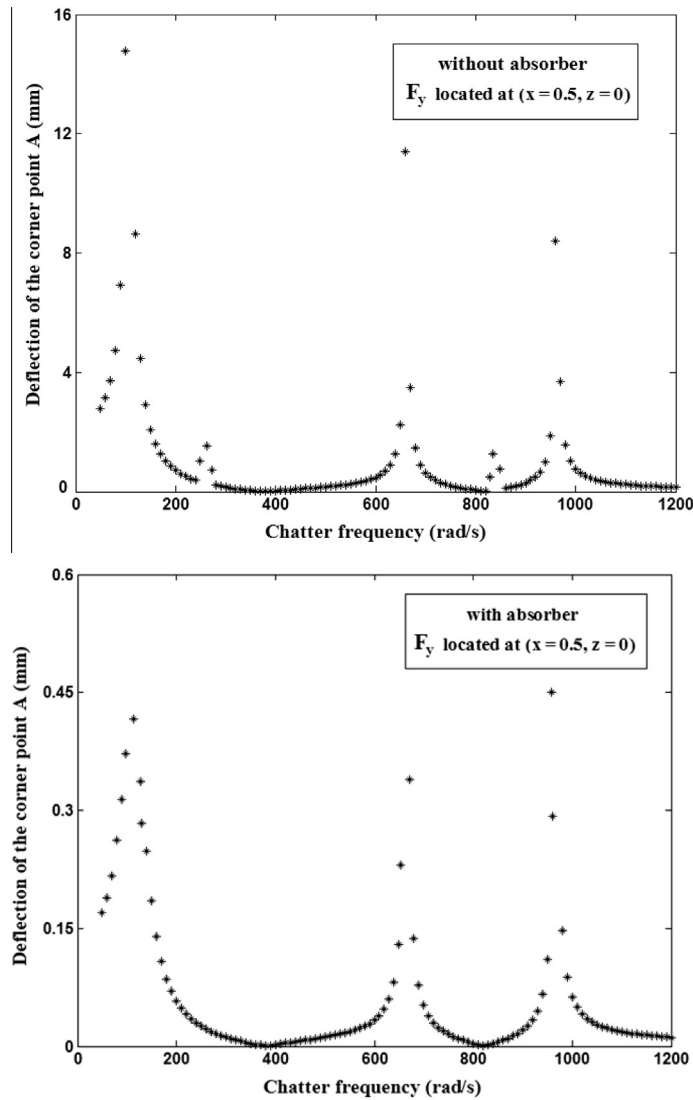 16
12
8
4
0
Deflection of the corner point A (mm)
without absorber
Fy located at (x = 0.5, z = 0)
0 200 400 600 800 1000 1200
Chatter frequency (rad/s)
0.6
0.45
0.3
0.15
0
Deflection of the corner point A (mm)
with absorber
Fy located at (x = 0.5, z = 0)
0 200 400 600 800 1000 1200
Chatter frequency (rad/s)